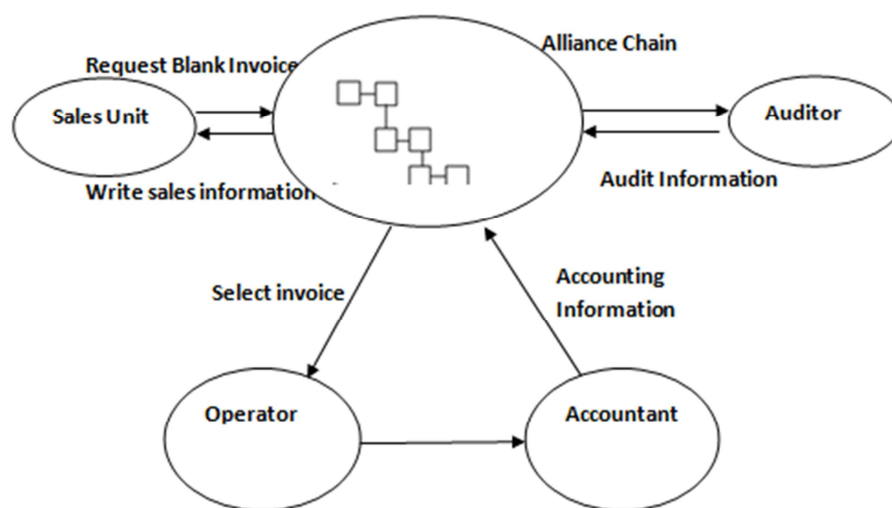 Alliance Chain
Request Blank Invoice
Sales Unit
Auditor
Write sales information
Audit Information
Select invoice
Accounting
Information
Operator
Accountant